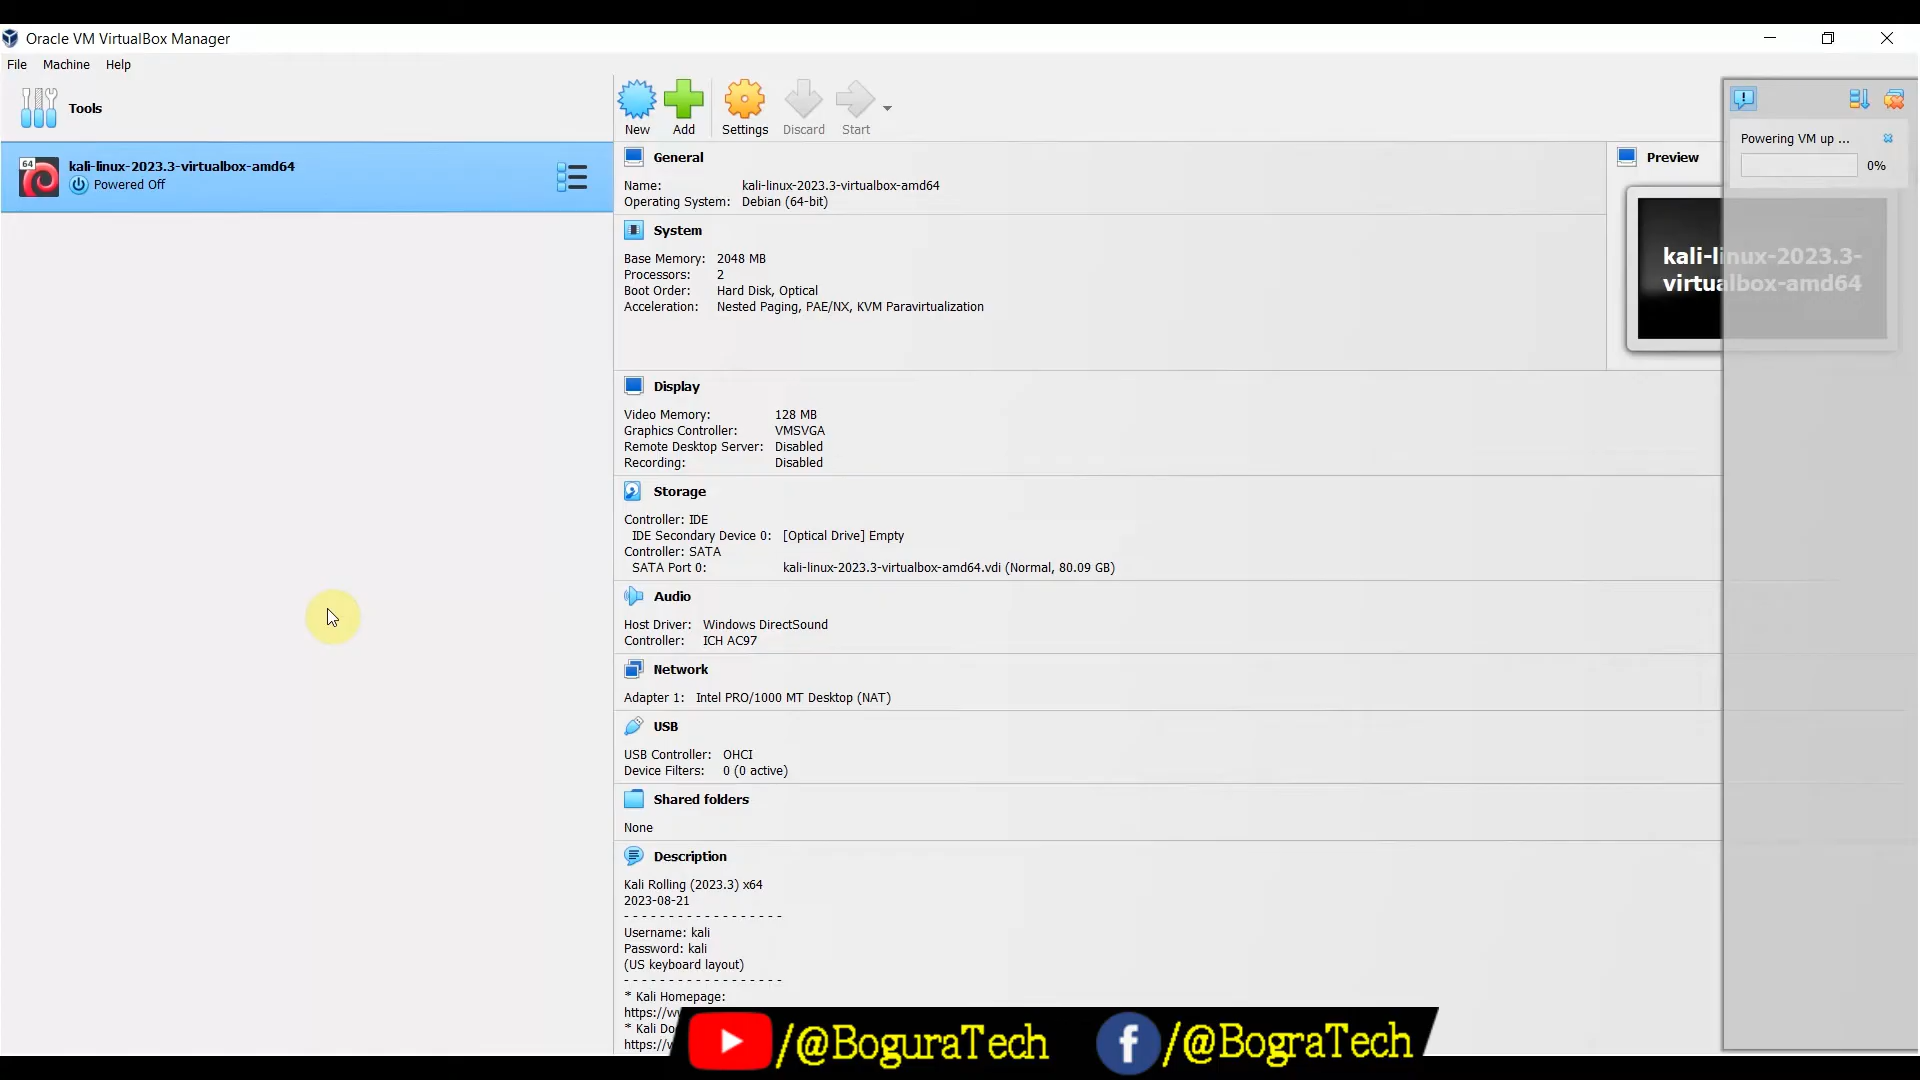 Oracle VM VirtualBox Manager
File Machine Help
Tools
New Add Settings Discard Start
64
kali-linux-2023.3-virtualbox-amd64
Powered Off
General
Name: kali-linux-2023.3-virtualbox-amd64
Operating System: Debian (64-bit)
System
Base Memory: 2048 MB
Processors: 2
Boot Order: Hard Disk, Optical
Acceleration: Nested Paging, PAE/NX, KVM Paravirtualization
Preview
kali-linux-2023.3-
virtualbox-amd64
Powering VM up ...
0%
Display
Video Memory: 128 MB
Graphics Controller: VMSVGA
Remote Desktop Server: Disabled
Recording: Disabled
Storage
Controller: IDE
IDE Secondary Device 0: [Optical Drive] Empty
Controller: SATA
SATA Port 0: kali-linux-2023.3-virtualbox-amd64.vdi (Normal, 80.09 GB)
Audio
Host Driver: Windows DirectSound
Controller: ICH AC97
Network
Adapter 1: Intel PRO/1000 MT Desktop (NAT)
USB
USB Controller: OHCI
Device Filters: 0 (0 active)
Shared folders
None
Description
Kali Rolling (2023.3) x64
2023-08-21
- - - - - - - - - - - - - - - - - -
Username: kali
Password: kali
(US keyboard layout)
- - - - - - - - - - - - - - - - - -
* Kali Homepage:
https://w
* Kali Do
https://w
/@BoguraTech
f /@BograTech